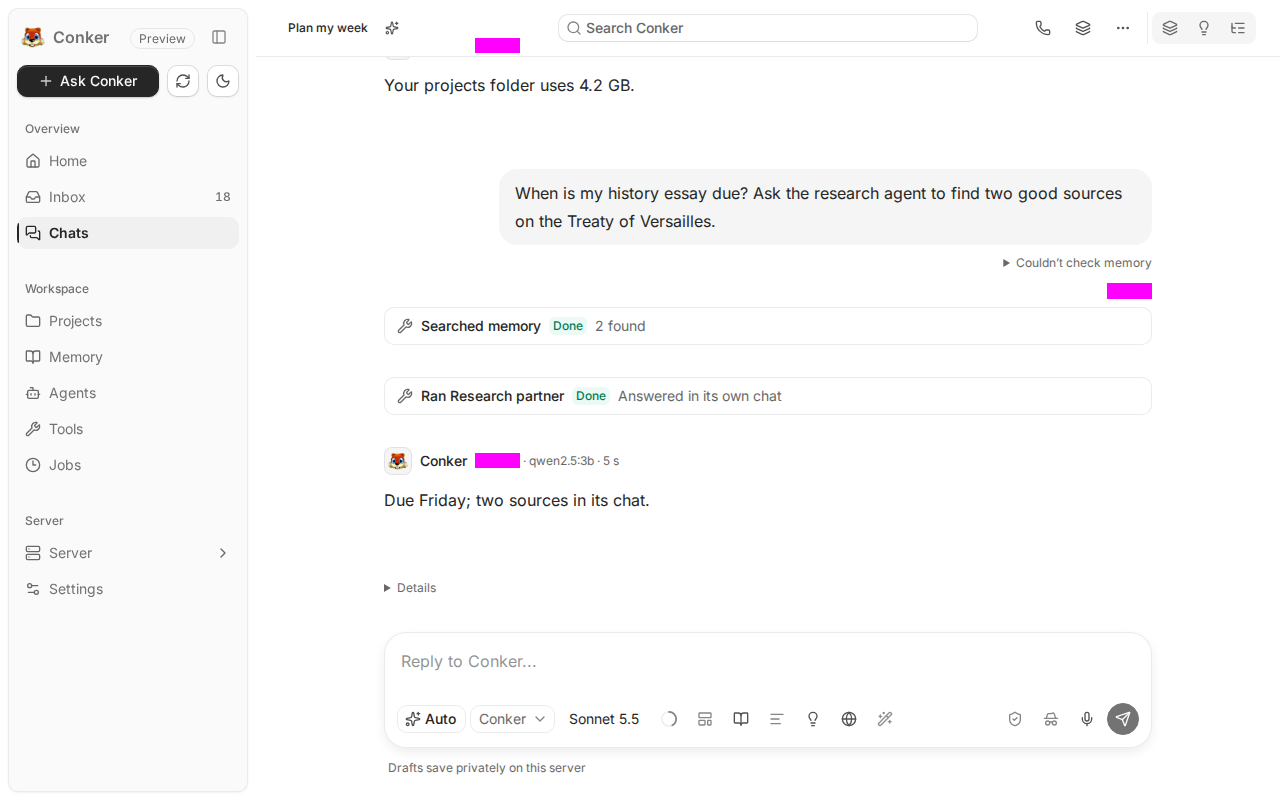 Conker
Preview
Ask Conker
Overview
Home
Inbox 18
Chats
Workspace
Projects
Memory
Agents
Tools
Jobs
Server
Server
Settings
Plan my week
Search Conker
Your projects folder uses 4.2 GB.
When is my history essay due? Ask the research agent to find two good sources
on the Treaty of Versailles.
Couldn't check memory
Searched memory Done 2 found
Ran Research partner Done Answered in its own chat
Conker · qwen2.5:3b · 5 s
Due Friday; two sources in its chat.
Details
Reply to Conker...
Auto Conker Sonnet 5.5
Drafts save privately on this server